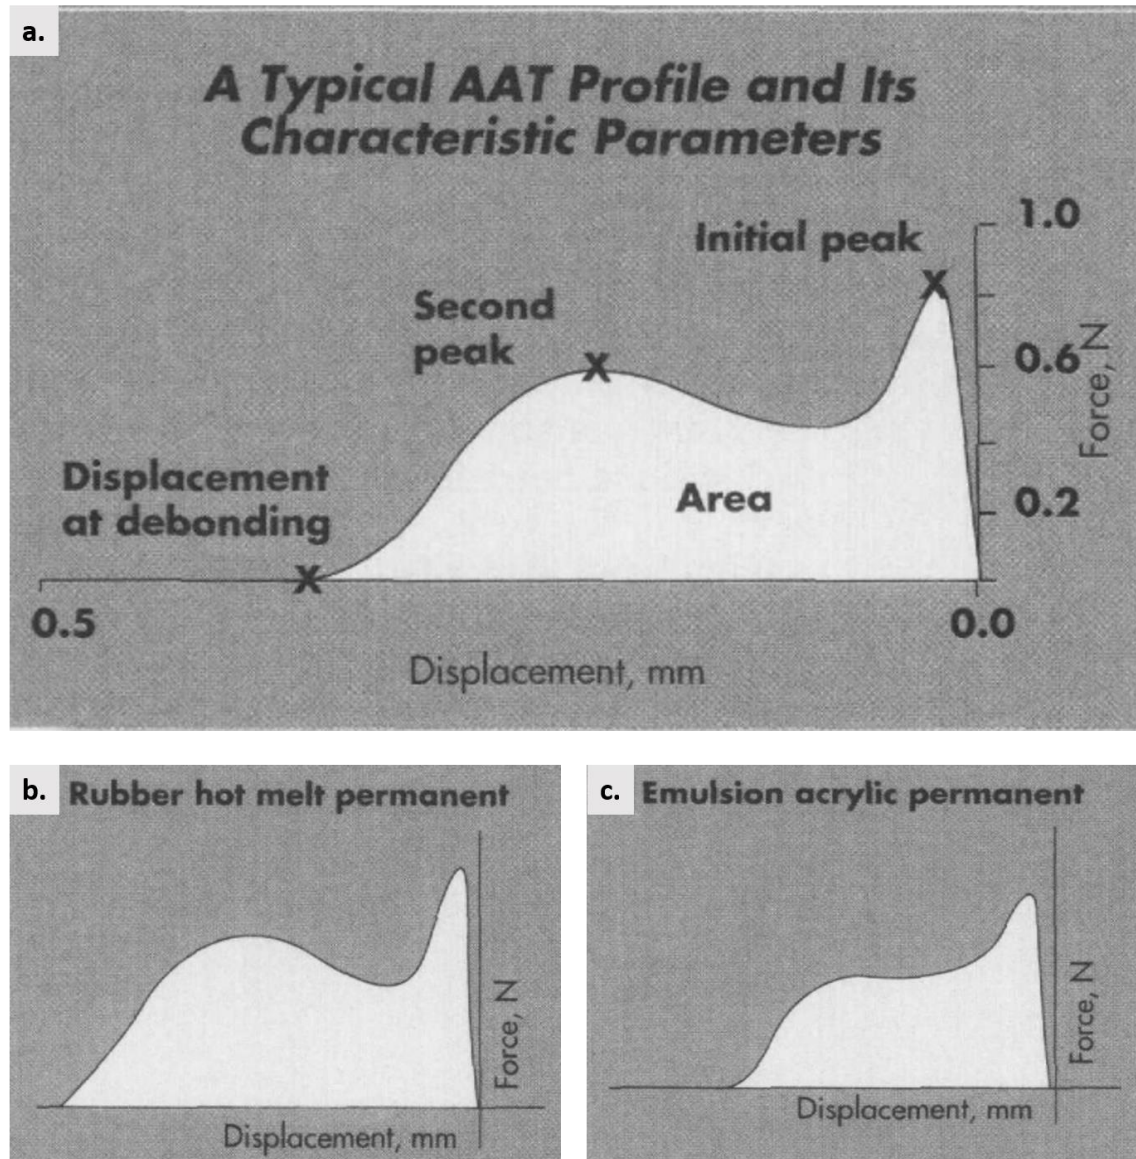 a.
A Typical AAT Profile and Its
Characteristic Parameters
Initial peak
1.0
Second
peak
X
X
0.6
Force, N
Displacement
at debonding
Area
0.2
X
0.5
0.0
Displacement, mm
b.
Rubber hot melt permanent
Force, N
Displacement, mm
c.
Emulsion acrylic permanent
Force, N
Displacement, mm